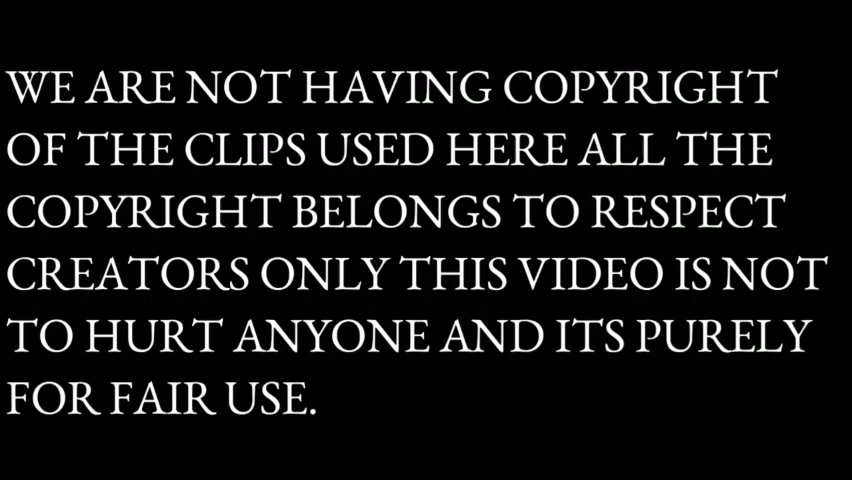 WE ARE NOT HAVING COPYRIGHT
OF THE CLIPS USED HERE ALL THE
COPYRIGHT BELONGS TO RESPECT
CREATORS ONLY THIS VIDEO IS NOT
TO HURT ANYONE AND ITS PURELY
FOR FAIR USE.